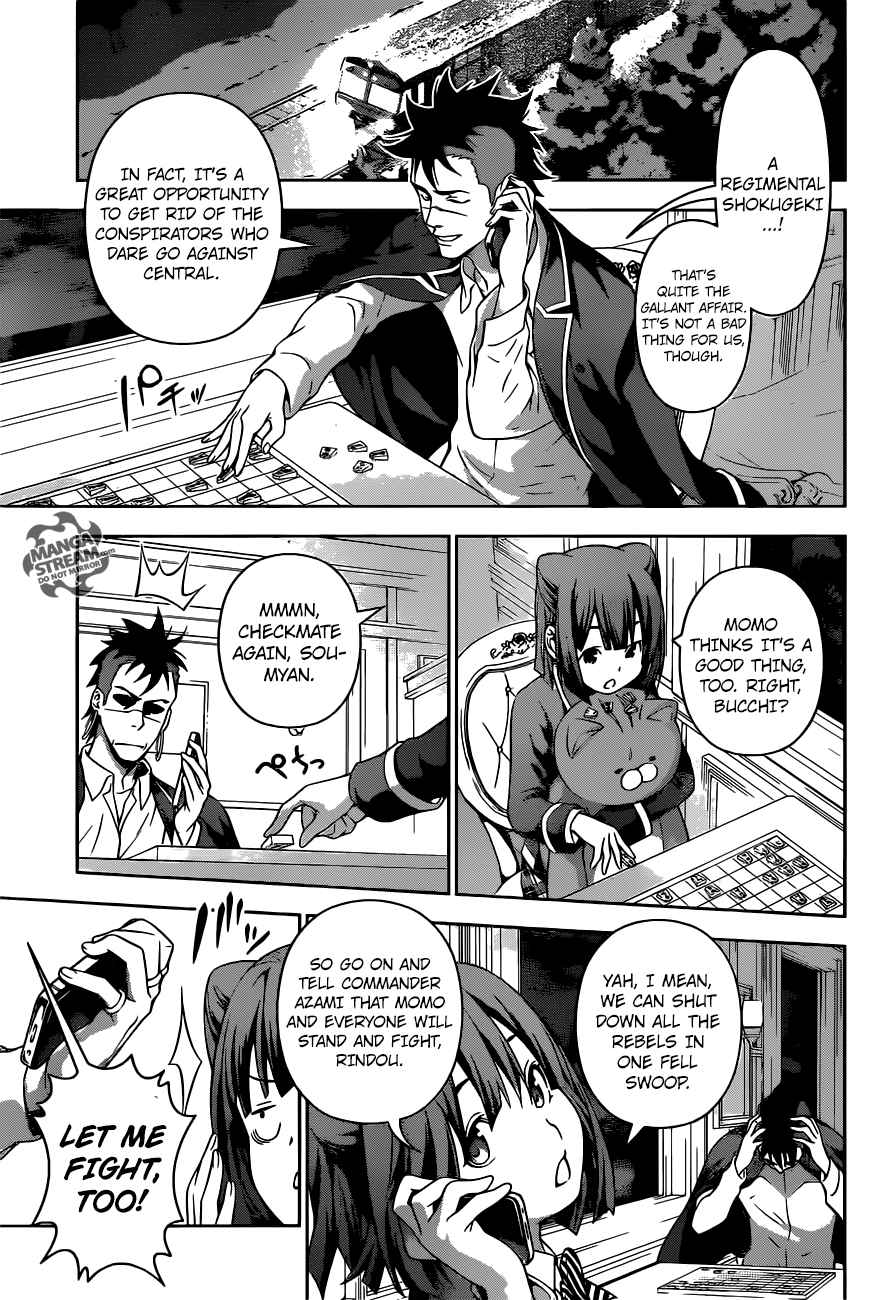 A
REGIMENTAL
SHOKUGEKI
...!
THAT'S
QUITE THE
GALLANT AFFAIR.
IT'S NOT A BAD
THING FOR US,
THOUGH.
IN FACT, IT'S A
GREAT OPPORTUNITY
TO GET RID OF THE
CONSPIRATORS WHO
DARE GO AGAINST
CENTRAL.
パチッ
MOMO
THINKS IT'S A
GOOD THING,
TOO. RIGHT,
BUCCHI?
MMMN,
CHECKMATE
AGAIN, SOU-
MYAN.
ぺちっ
MANGA
STREAM.com
DO NOT MIRROR!
YAH, I MEAN,
WE CAN SHUT
DOWN ALL THE
REBELS IN
ONE FELL
SWOOP.
SO GO ON AND
TELL COMMANDER
AZAMI THAT MOMO
AND EVERYONE WILL
STAND AND FIGHT,
RINDOU.
LET ME
FIGHT,
TOO!